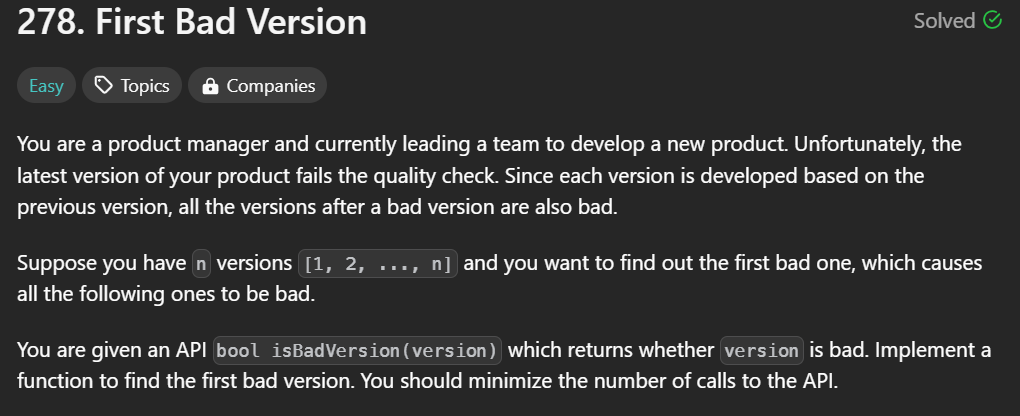 278. First Bad Version
Solved
Easy
Topics
Companies
You are a product manager and currently leading a team to develop a new product. Unfortunately, the
latest version of your product fails the quality check. Since each version is developed based on the
previous version, all the versions after a bad version are also bad.
Suppose you have n versions [1, 2, ..., n] and you want to find out the first bad one, which causes
all the following ones to be bad.
You are given an API bool isBadVersion(version) which returns whether version is bad. Implement a
function to find the first bad version. You should minimize the number of calls to the API.